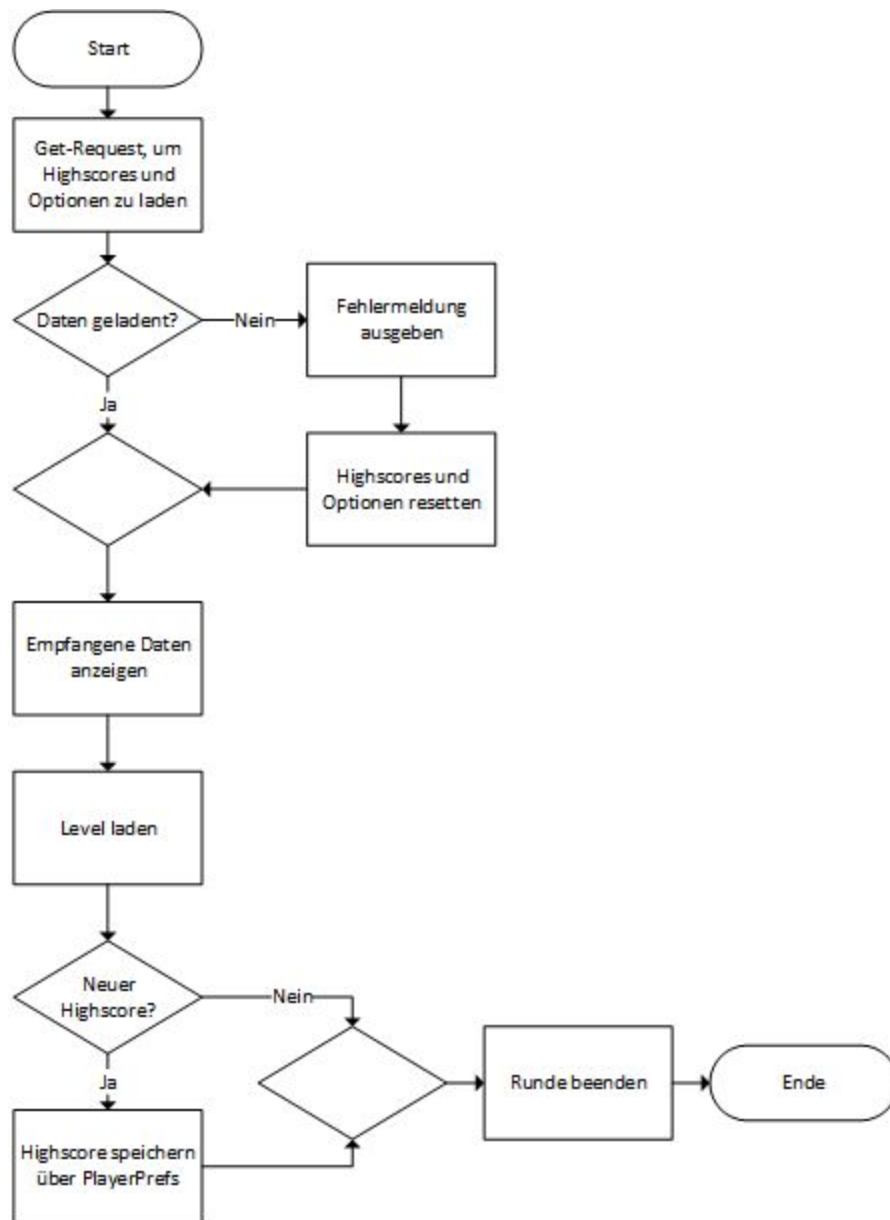 Start
Get-Request, um
Highscores und
Optionen zu laden
Daten geladent?
Nein
Fehlermeldung
ausgeben
Ja
Highscores und
Optionen resetten
Empfangene Daten
anzeigen
Level laden
Neuer
Highscore?
Nein
Ja
Runde beenden
Ende
Highscore speichern
über PlayerPrefs